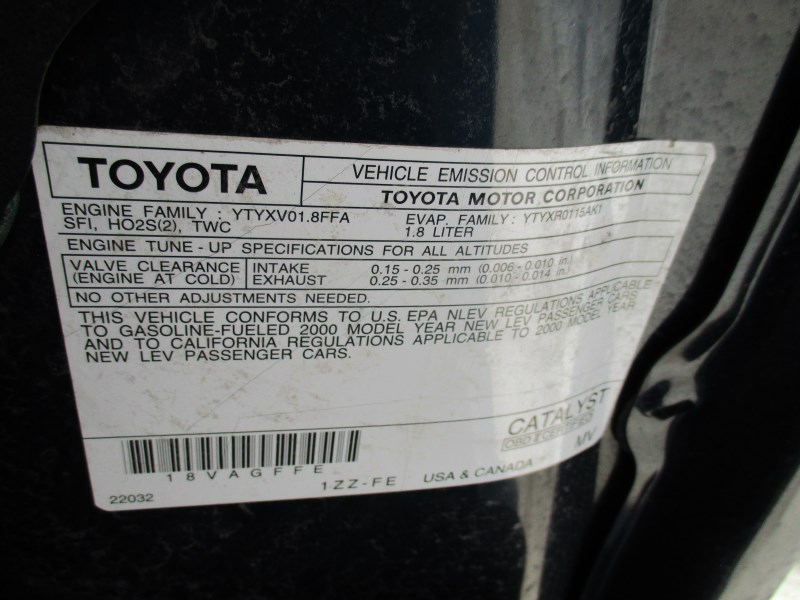 TOYOTA
VEHICLE EMISSION CONTROL INFORMATION
TOYOTA MOTOR CORPORATION
ENGINE FAMILY : YTYXV01.8FFA EVAP. FAMILY : YTYXR0115AK1
SFI, HO2S(2), TWC 1.8 LITER
ENGINE TUNE - UP SPECIFICATIONS FOR ALL ALTITUDES
VALVE CLEARANCE INTAKE 0.15 - 0.25 mm (0.006 - 0.010 in.)
(ENGINE AT COLD) EXHAUST 0.25 - 0.35 mm (0.010 - 0.014 in.)
NO OTHER ADJUSTMENTS NEEDED.
THIS VEHICLE CONFORMS TO U.S. EPA NLEV REGULATIONS APPLICABLE
TO GASOLINE-FUELED 2000 MODEL YEAR NEW LEV PASSENGER CARS
AND TO CALIFORNIA REGULATIONS APPLICABLE TO 2000 MODEL YEAR
NEW LEV PASSENGER CARS.
CATALYST
OBD II CERTIFIED
MV
18VAGFFE
1ZZ-FE USA & CANADA
22032